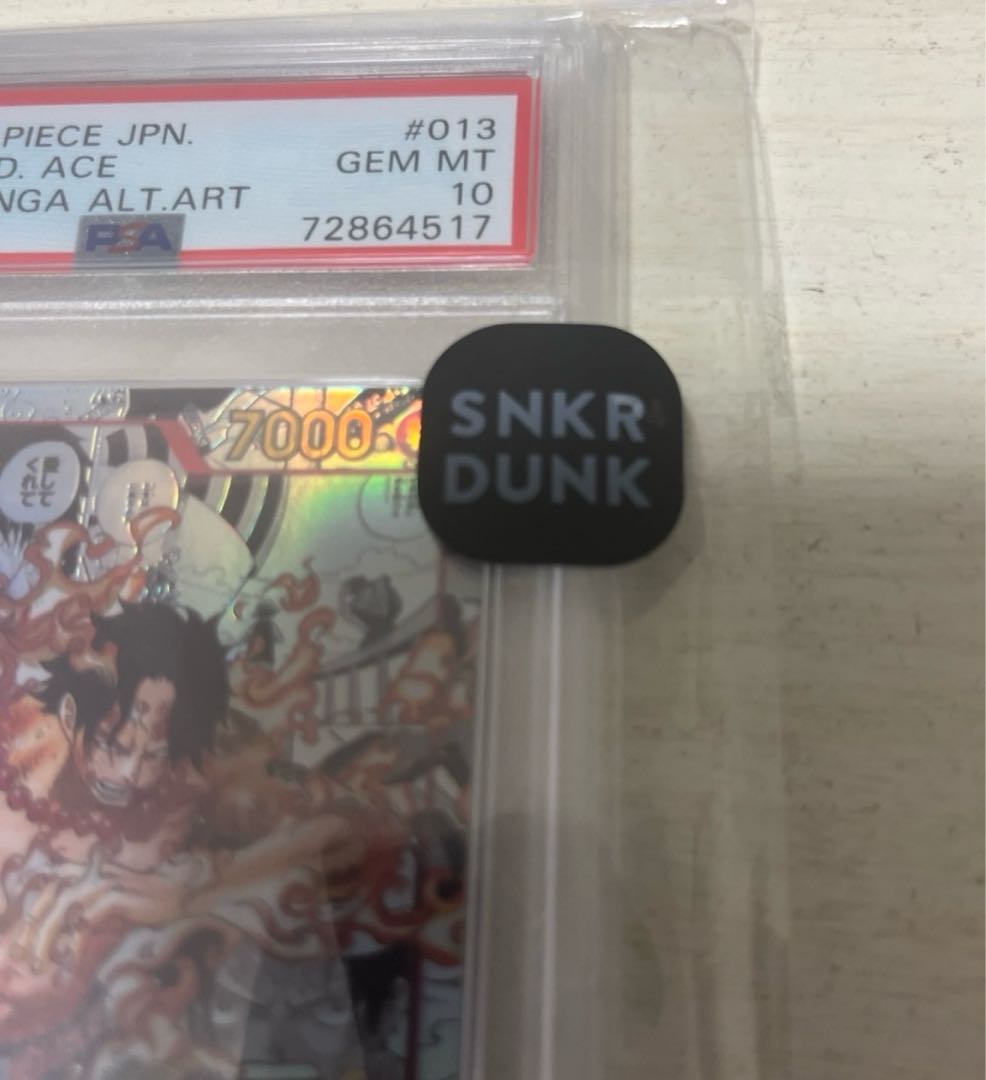 PIECE JPN.
#013
D. ACE
GEM MT
NGA ALT.ART
10
PSA
72864517
SNKR
DUNK
7000